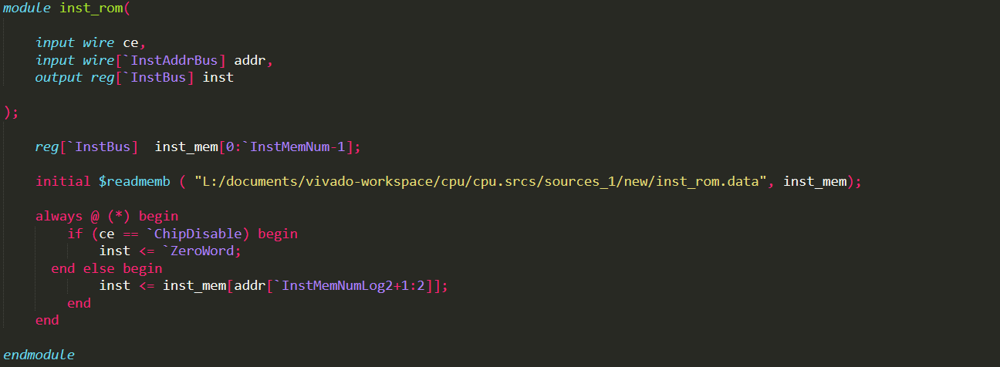 module inst_rom(
    input wire ce,
    input wire[`InstAddrBus] addr,
    output reg[`InstBus] inst
);
    reg[`InstBus]  inst_mem[0:`InstMemNum-1];
    initial $readmemb ( "L:/documents/vivado-workspace/cpu/cpu.srcs/sources_1/new/inst_rom.data", inst_mem);
    always @ (*) begin
        if (ce == `ChipDisable) begin
            inst <= `ZeroWord;
      end else begin
            inst <= inst_mem[addr[`InstMemNumLog2+1:2]];
        end
    end
endmodule